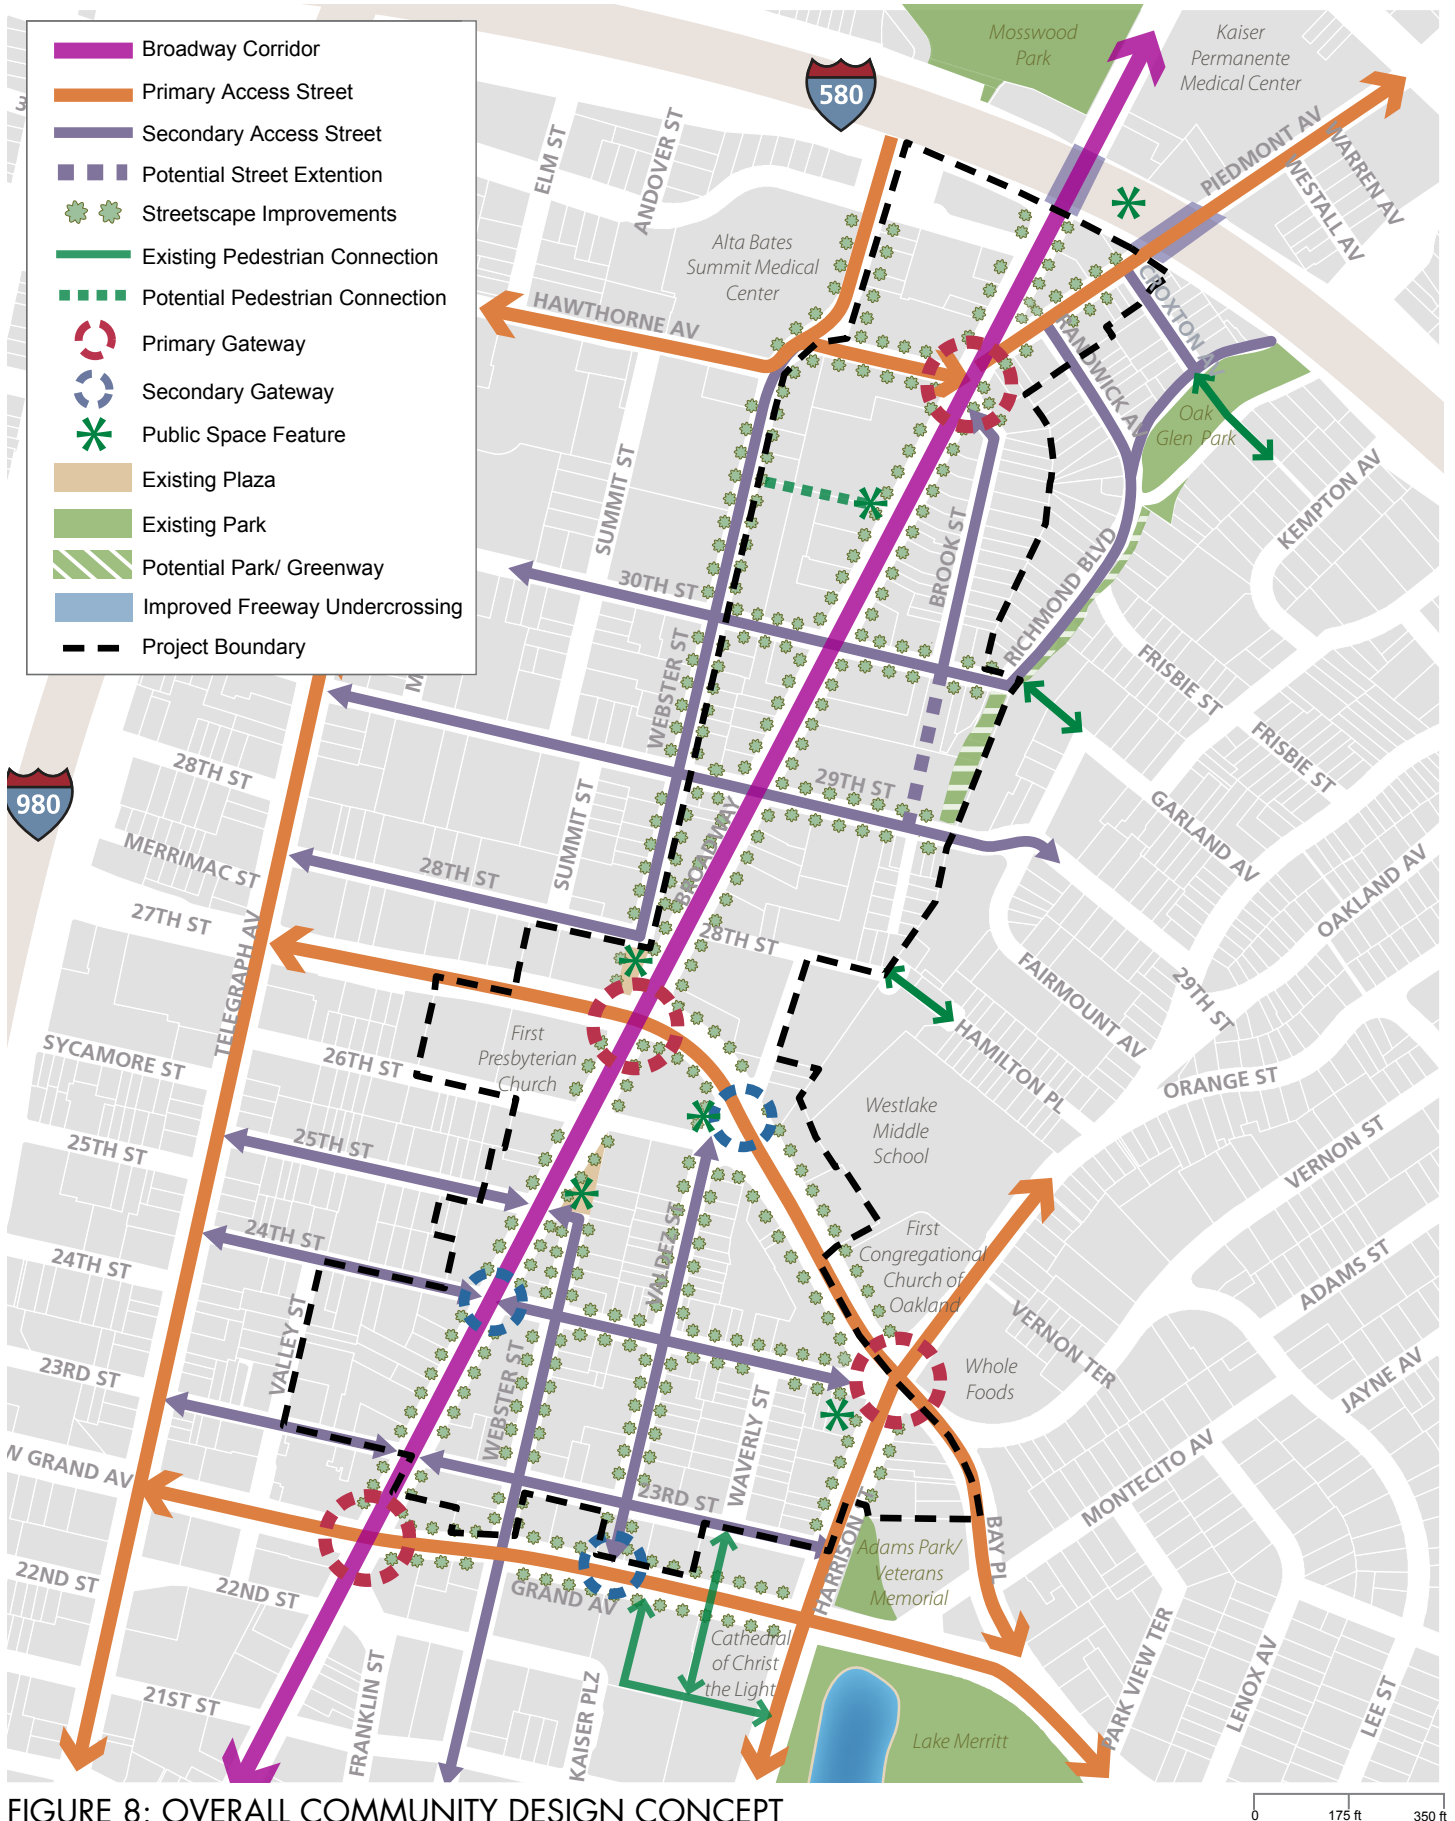 Broadway Corridor
Primary Access Street
Secondary Access Street
Potential Street Extention
Streetscape Improvements
Existing Pedestrian Connection
Potential Pedestrian Connection
Primary Gateway
Secondary Gateway
Public Space Feature
Existing Plaza
Existing Park
Potential Park/ Greenway
Improved Freeway Undercrossing
Project Boundary
Mosswood
Park
Kaiser
Permanente
Medical Center
580
ELM ST
ANDOVER ST
PIEDMONT AV
WARREN AV
WESTALL AV
Alta Bates
Summit Medical
Center
HAWTHORNE AV
CROXTON AV
RANDWICK AV
Oak
Glen Park
KEMPTON AV
SUMMIT ST
30TH ST
BROOK ST
RICHMOND BLVD
WEBSTER ST
FRISBIE ST
FRISBIE ST
28TH ST
980
29TH ST
SUMMIT ST
BROADWAY
GARLAND AV
MERRIMAC ST
28TH ST
OAKLAND AV
27TH ST
28TH ST
TELEGRAPH AV
FAIRMOUNT AV
29TH ST
First
Presbyterian
Church
HAMILTON PL
SYCAMORE ST
26TH ST
ORANGE ST
Westlake
Middle
School
25TH ST
25TH ST
VERNON ST
24TH ST
VALDEZ ST
First
Congregational
Church of
Oakland
24TH ST
ADAMS ST
VERNON TER
VALLEY ST
23RD ST
WEBSTER ST
Whole
Foods
JAYNE AV
WAVERLY ST
W GRAND AV
MONTECITO AV
23RD ST
HARRISON ST
BAY PL
Adams Park/
Veterans
Memorial
22ND ST
22ND ST
GRAND AV
Cathedral
of Christ
the Light
PARK VIEW TER
LENOX AV
LEE ST
21ST ST
FRANKLIN ST
KAISER PLZ
Lake Merritt
FIGURE 8: OVERALL COMMUNITY DESIGN CONCEPT
0 175 ft 350 ft